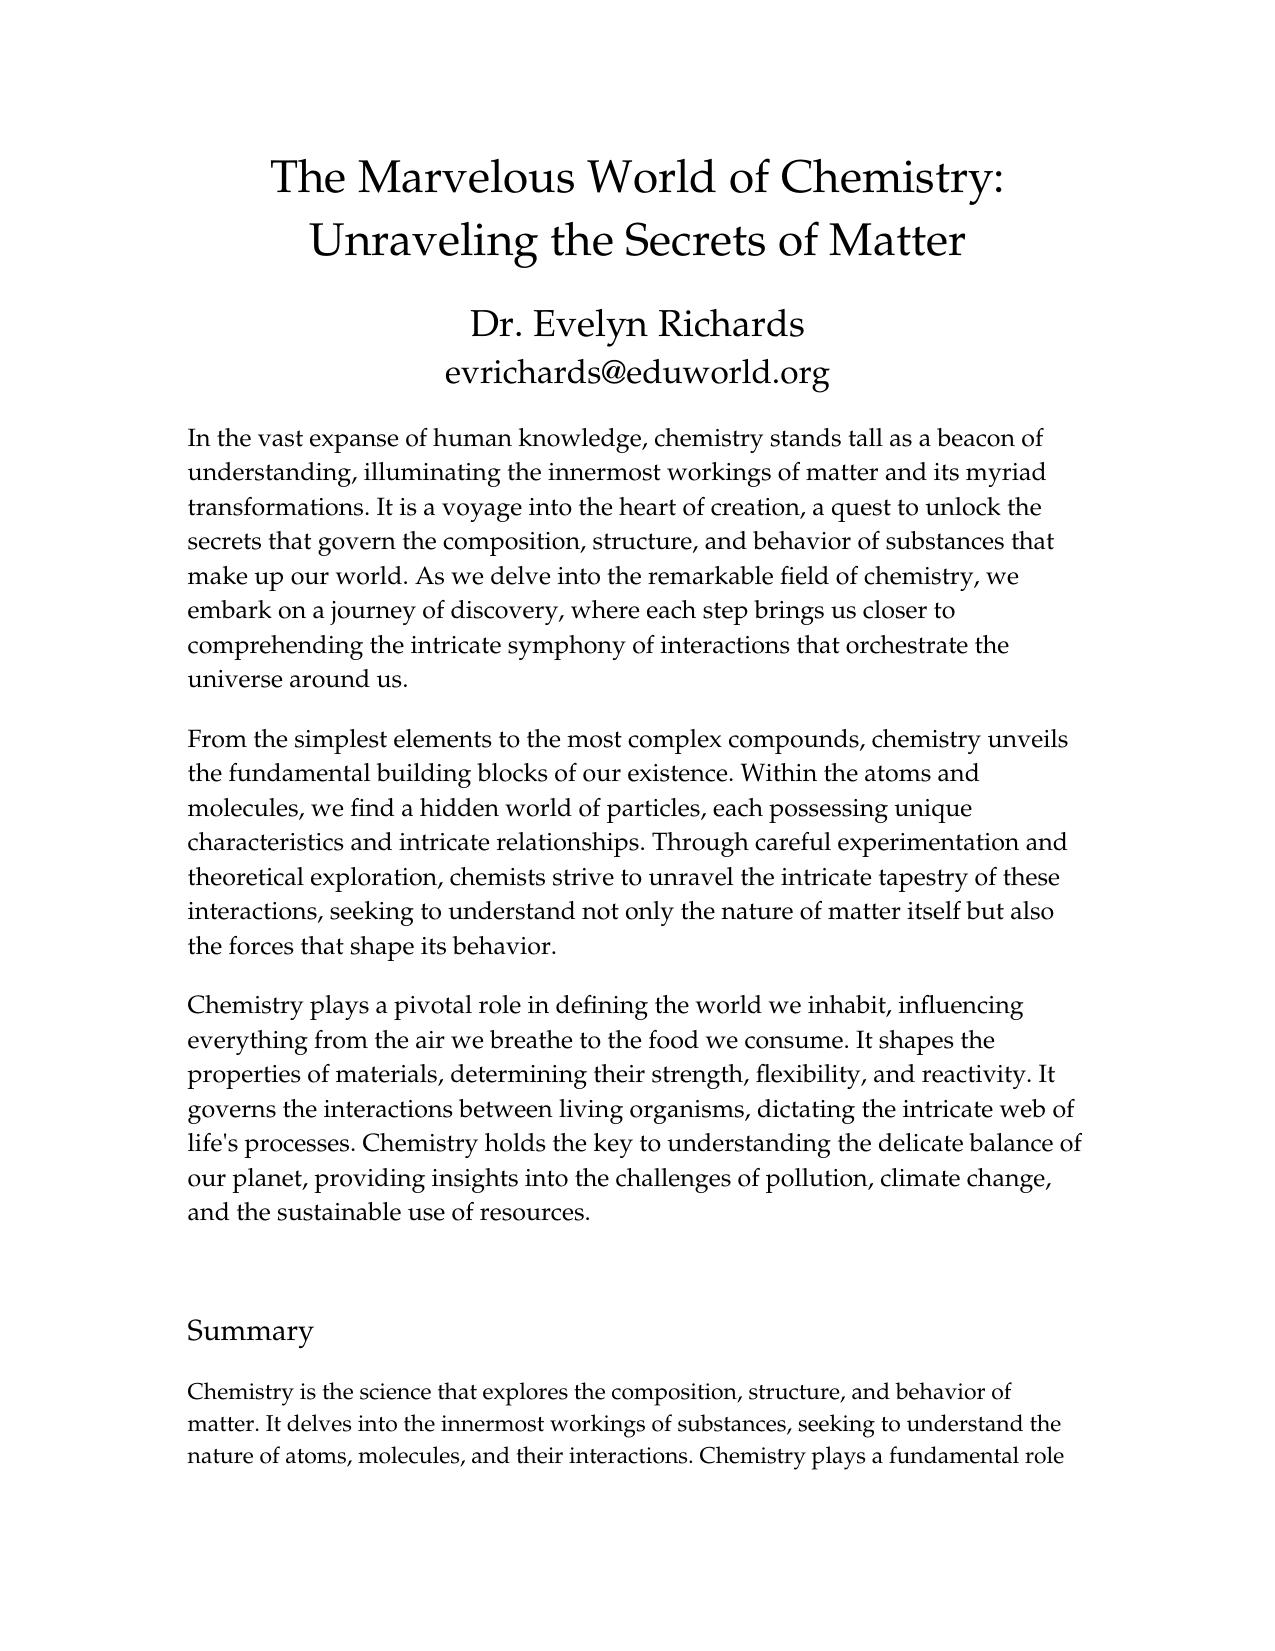 The Marvelous World of Chemistry:
Unraveling the Secrets of Matter
Dr. Evelyn Richards
evrichards@eduworld.org
In the vast expanse of human knowledge, chemistry stands tall as a beacon of
understanding, illuminating the innermost workings of matter and its myriad
transformations. It is a voyage into the heart of creation, a quest to unlock the
secrets that govern the composition, structure, and behavior of substances that
make up our world. As we delve into the remarkable field of chemistry, we
embark on a journey of discovery, where each step brings us closer to
comprehending the intricate symphony of interactions that orchestrate the
universe around us.
From the simplest elements to the most complex compounds, chemistry unveils
the fundamental building blocks of our existence. Within the atoms and
molecules, we find a hidden world of particles, each possessing unique
characteristics and intricate relationships. Through careful experimentation and
theoretical exploration, chemists strive to unravel the intricate tapestry of these
interactions, seeking to understand not only the nature of matter itself but also
the forces that shape its behavior.
Chemistry plays a pivotal role in defining the world we inhabit, influencing
everything from the air we breathe to the food we consume. It shapes the
properties of materials, determining their strength, flexibility, and reactivity. It
governs the interactions between living organisms, dictating the intricate web of
life's processes. Chemistry holds the key to understanding the delicate balance of
our planet, providing insights into the challenges of pollution, climate change,
and the sustainable use of resources.
Summary
Chemistry is the science that explores the composition, structure, and behavior of
matter. It delves into the innermost workings of substances, seeking to understand the
nature of atoms, molecules, and their interactions. Chemistry plays a fundamental role